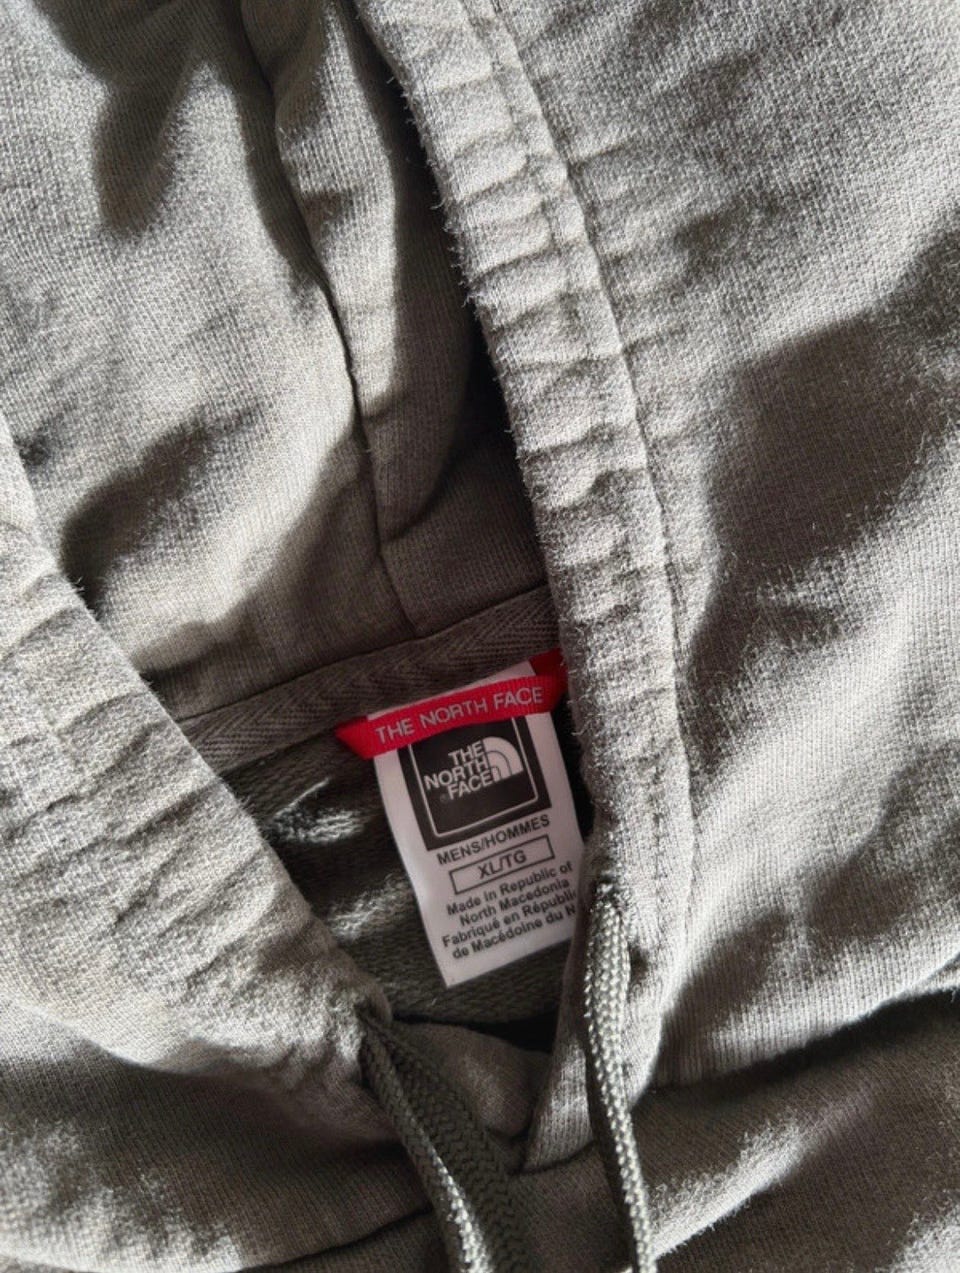 THE NORTH FACE
THE
NORTH
FACE
MENS/HOMMES
XL/TG
Made in Republic of
North Macedonia
Fabriqué en Républi
de Macédoine du N